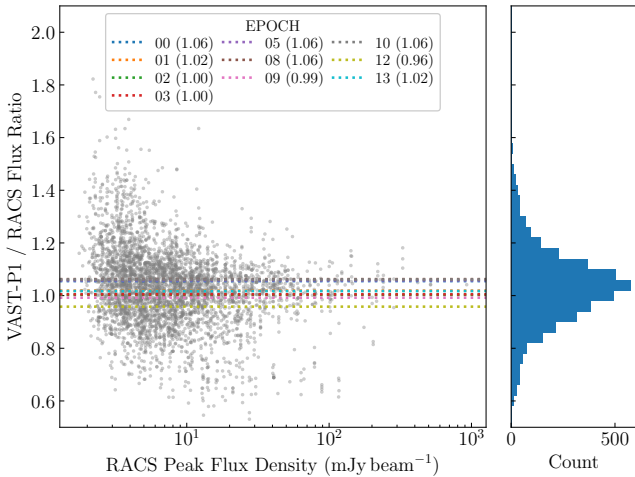 EPOCH
00 (1.06) 05 (1.06) 10 (1.06)
01 (1.02) 08 (1.06) 12 (0.96)
02 (1.00) 09 (0.99) 13 (1.02)
03 (1.00)
VAST-P1 / RACS Flux Ratio
2.0
1.8
1.6
1.4
1.2
1.0
0.8
0.6
10¹ 10² 10³
RACS Peak Flux Density (mJy beam⁻¹)
0 500
Count